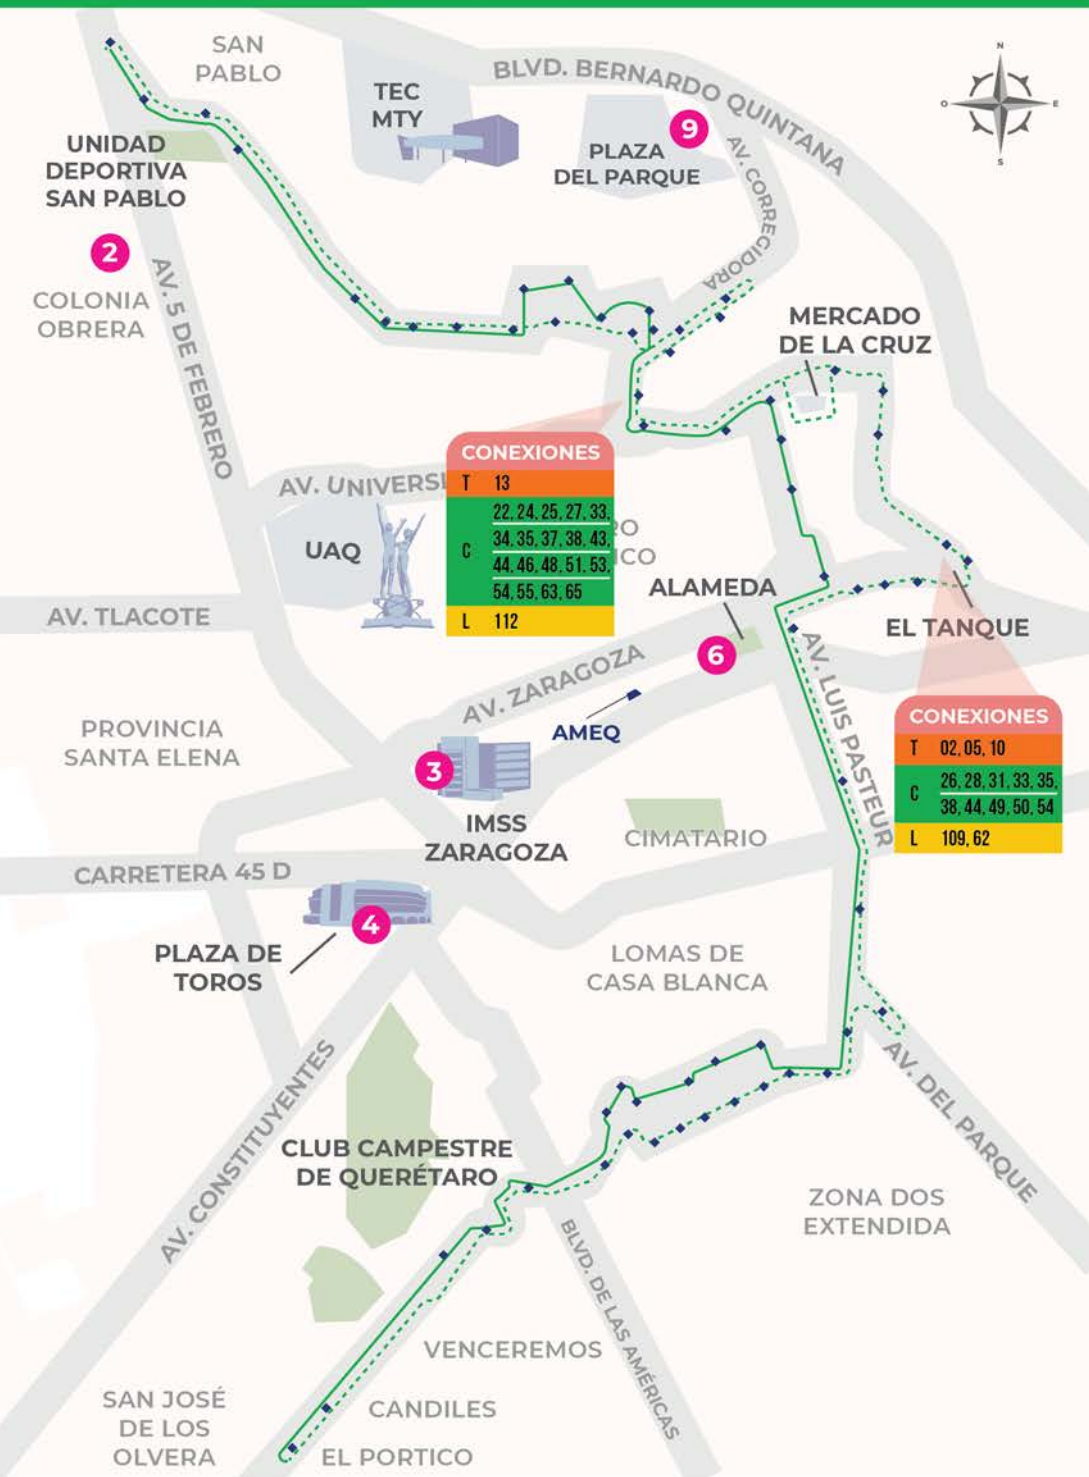 SAN
PABLO
TEC
MTY
BLVD. BERNARDO QUINTANA
N
O
E
S
9
PLAZA
DEL PARQUE
AV. CORREGIDORA
UNIDAD
DEPORTIVA
SAN PABLO
2
COLONIA
OBRERA
AV. 5 DE FEBRERO
MERCADO
DE LA CRUZ
AV. UNIVERSI
CONEXIONES
T 13
C
22, 24, 25, 27, 33,
34, 35, 37, 38, 43,
44, 46, 48, 51. 53,
54, 55, 63, 65
L 112
RO
ICO
UAQ
AV. TLACOTE
ALAMEDA
6
EL TANQUE
AV. ZARAGOZA
AMEQ
AV. LUIS PASTEUR
CONEXIONES
T 02, 05, 10
C
26, 28, 31, 33, 35,
38, 44, 49, 50, 54
L 109, 62
PROVINCIA
SANTA ELENA
3
IMSS
ZARAGOZA
CIMATARIO
CARRETERA 45 D
4
PLAZA DE
TOROS
LOMAS DE
CASA BLANCA
AV. CONSTITUYENTES
AV. DEL PARQUE
CLUB CAMPESTRE
DE QUERÉTARO
ZONA DOS
EXTENDIDA
BLVD. DE LAS AMÉRICAS
VENCEREMOS
SAN JOSÉ
DE LOS
OLVERA
CANDILES
EL PORTICO